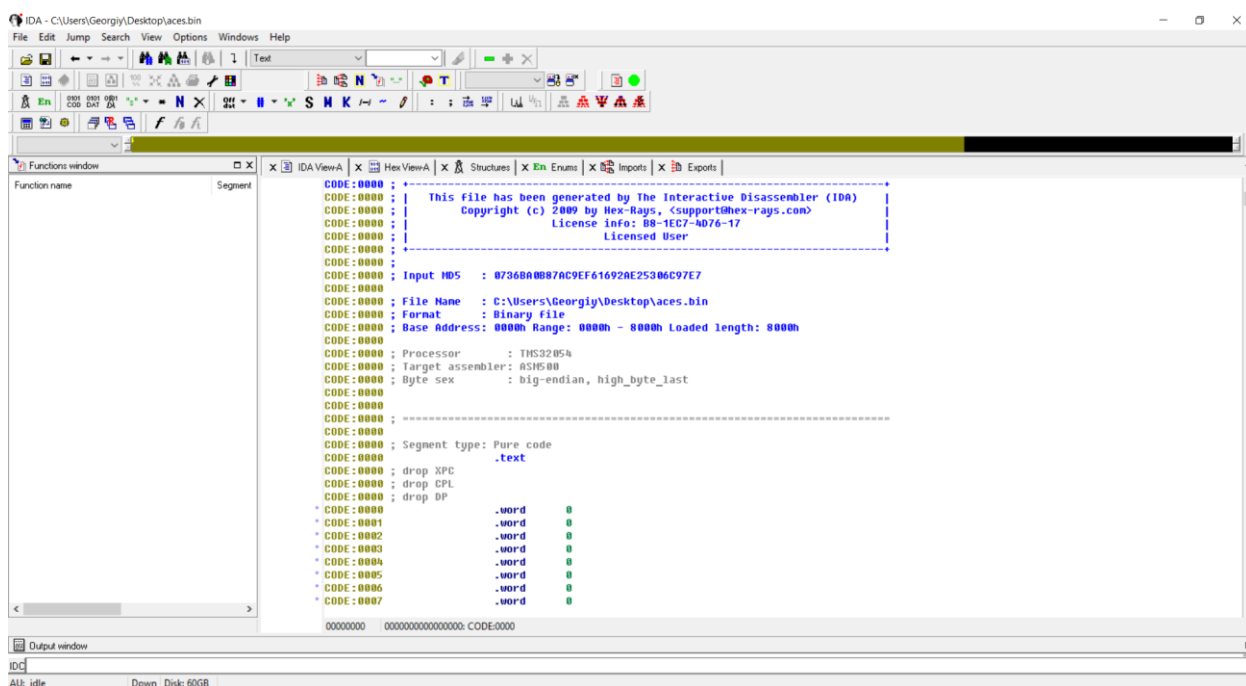 IDA - C:\Users\Georgiy\Desktop\aces.bin
File Edit Jump Search View Options Windows Help
Text
En S M K
Functions window
IDA View-A Hex View-A Structures En Enums Imports Exports
Function name Segment
CODE:0000 ; +-------------------------------------------------------------------------+
CODE:0000 ; | This file has been generated by The Interactive Disassembler (IDA) |
CODE:0000 ; | Copyright (c) 2009 by Hex-Rays, <support@hex-rays.com> |
CODE:0000 ; | License info: B8-1EC7-4D76-17 |
CODE:0000 ; | Licensed User |
CODE:0000 ; +-------------------------------------------------------------------------+
CODE:0000 ;
CODE:0000 ; Input MD5 : 0736BA0B87AC9EF61692AE25306C97E7
CODE:0000
CODE:0000 ; File Name : C:\Users\Georgiy\Desktop\aces.bin
CODE:0000 ; Format : Binary file
CODE:0000 ; Base Address: 0000h Range: 0000h - 8000h Loaded length: 8000h
CODE:0000
CODE:0000 ; Processor : TMS32054
CODE:0000 ; Target assembler: ASM500
CODE:0000 ; Byte sex : big-endian, high_byte_last
CODE:0000
CODE:0000
CODE:0000 ; ===========================================================================
CODE:0000
CODE:0000 ; Segment type: Pure code
CODE:0000 .text
CODE:0000 ; drop XPC
CODE:0000 ; drop CPL
CODE:0000 ; drop DP
CODE:0000 .word 0
CODE:0001 .word 0
CODE:0002 .word 0
CODE:0003 .word 0
CODE:0004 .word 0
CODE:0005 .word 0
CODE:0006 .word 0
CODE:0007 .word 0
00000000 0000000000000000: CODE:0000
Output window
IDC
AU: idle Down Disk: 60GB